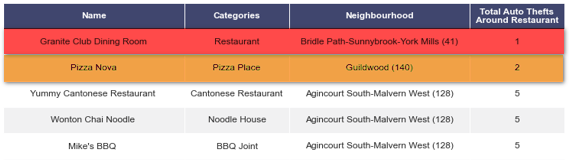 Name Categories Neighbourhood Total Auto Thefts
Around Restaurant
Granite Club Dining Room Restaurant Bridle Path-Sunnybrook-York Mills (41) 1
Pizza Nova Pizza Place Guildwood (140) 2
Yummy Cantonese Restaurant Cantonese Restaurant Agincourt South-Malvern West (128) 5
Wonton Chai Noodle Noodle House Agincourt South-Malvern West (128) 5
Mike's BBQ BBQ Joint Agincourt South-Malvern West (128) 5